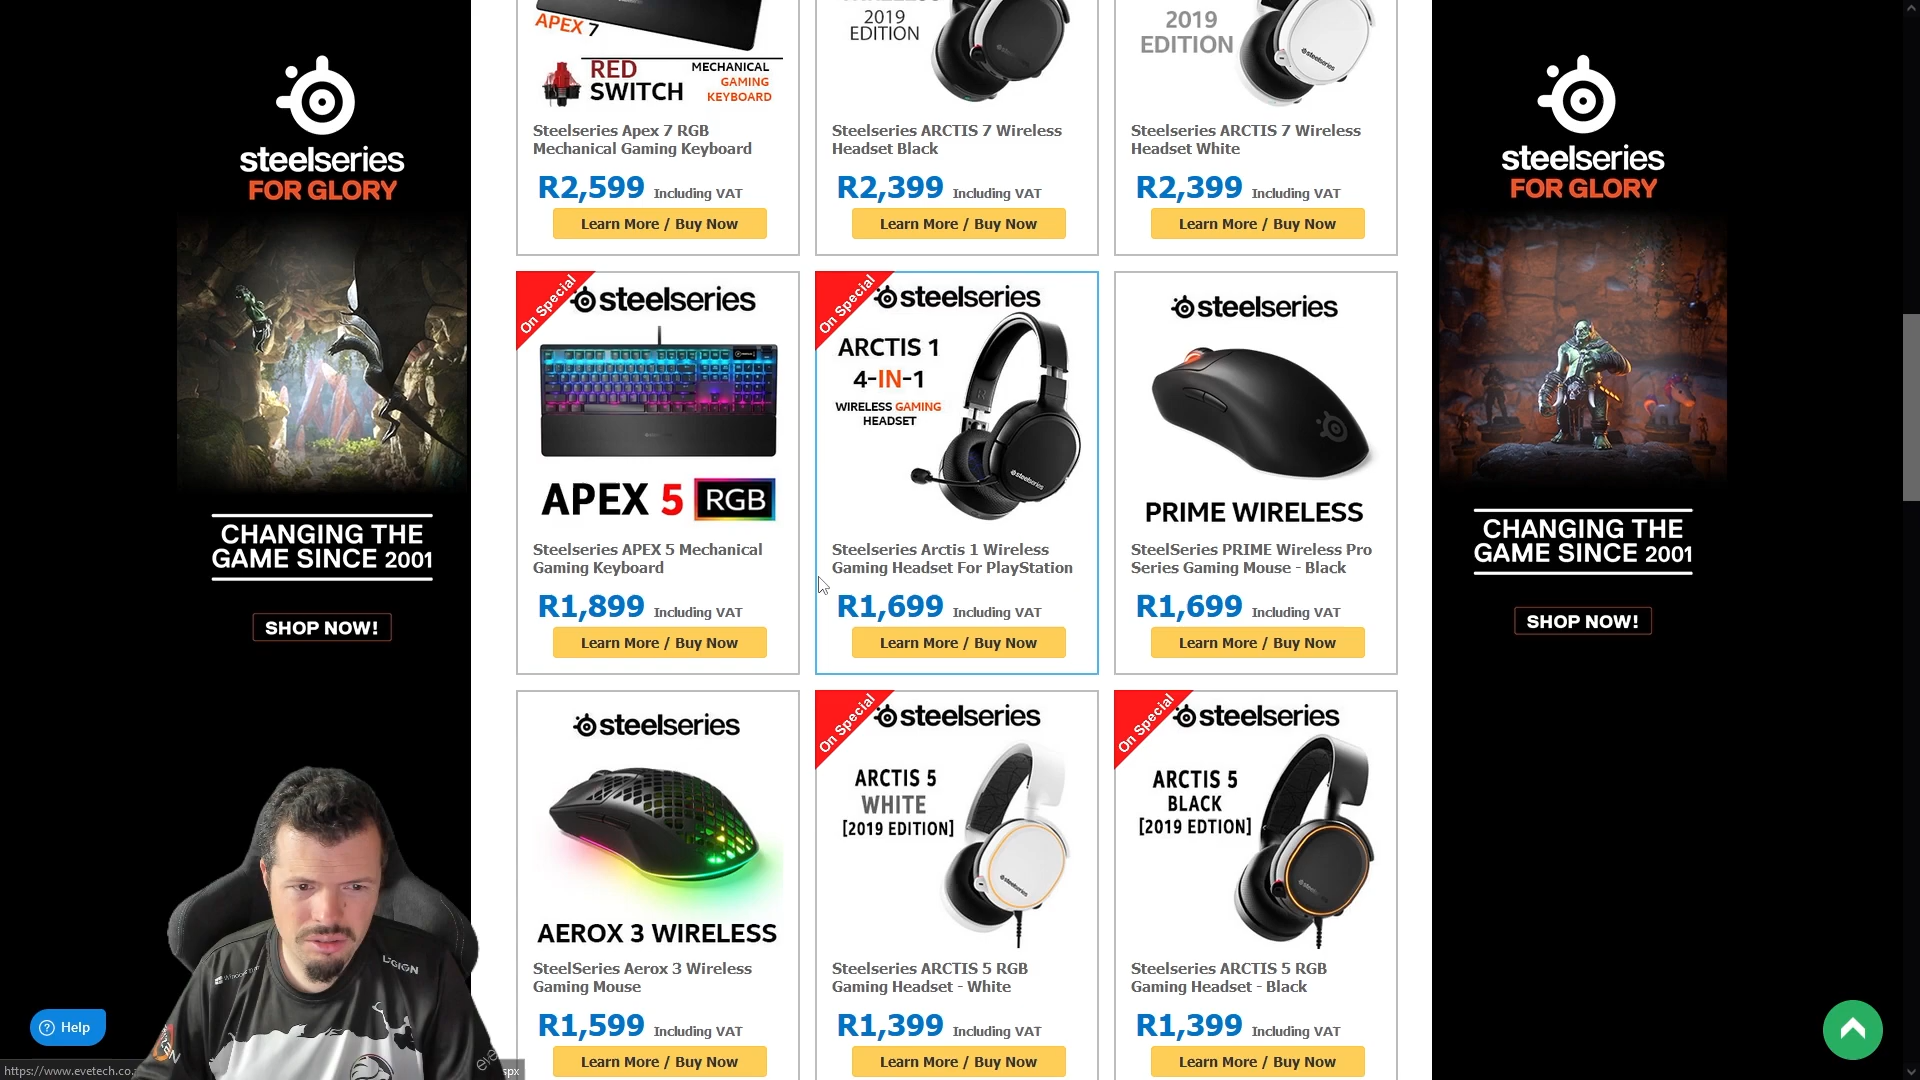 steelseries
FOR GLORY
CHANGING THE
GAME SINCE 2001
SHOP NOW!
APEX 7
RED
SWITCH
MECHANICAL
GAMING
KEYBOARD
Steelseries Apex 7 RGB
Mechanical Gaming Keyboard
R2,599 Including VAT
Learn More / Buy Now
2019
EDITION
Steelseries ARCTIS 7 Wireless
Headset Black
R2,399 Including VAT
Learn More / Buy Now
2019
EDITION
steelseries
Steelseries ARCTIS 7 Wireless
Headset White
R2,399 Including VAT
Learn More / Buy Now
On Special
steelseries
APEX 5 RGB
Steelseries APEX 5 Mechanical
Gaming Keyboard
R1,899 Including VAT
Learn More / Buy Now
On Special
steelseries
ARCTIS 1
4-IN-1
WIRELESS GAMING
HEADSET
steelseries
Steelseries Arctis 1 Wireless
Gaming Headset For PlayStation
R1,699 Including VAT
Learn More / Buy Now
steelseries
PRIME WIRELESS
SteelSeries PRIME Wireless Pro
Series Gaming Mouse - Black
R1,699 Including VAT
Learn More / Buy Now
steelseries
AEROX 3 WIRELESS
SteelSeries Aerox 3 Wireless
Gaming Mouse
R1,599 Including VAT
Learn More / Buy Now
On Special
steelseries
ARCTIS 5
WHITE
[2019 EDITION]
Steelseries ARCTIS 5 RGB
Gaming Headset - White
R1,399 Including VAT
Learn More / Buy Now
On Special
steelseries
ARCTIS 5
BLACK
[2019 EDTION]
Steelseries ARCTIS 5 RGB
Gaming Headset - Black
R1,399 Including VAT
Learn More / Buy Now
steelseries
FOR GLORY
CHANGING THE
GAME SINCE 2001
SHOP NOW!
LEGION
Help
https://www.evetech.co.
spx